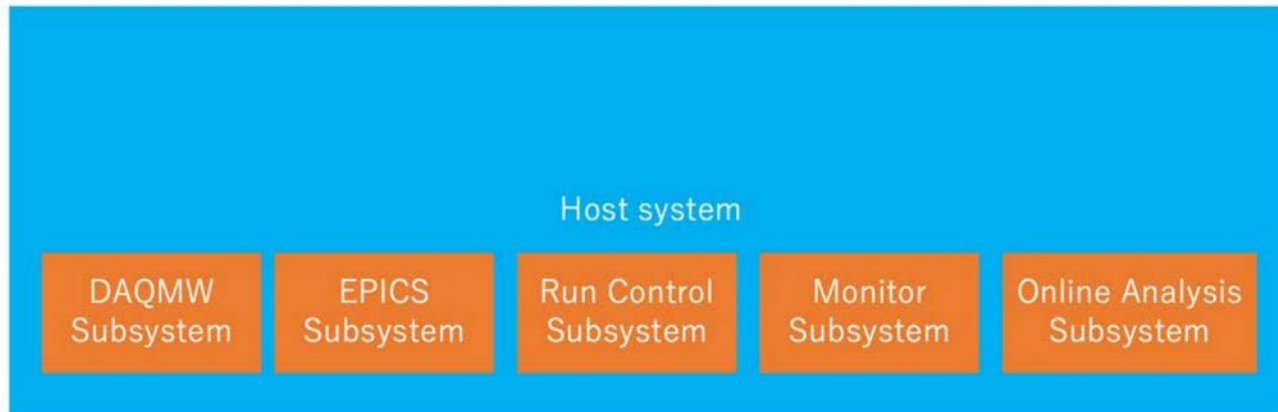 Host system
DAQMW
Subsystem
EPICS
Subsystem
Run Control
Subsystem
Monitor
Subsystem
Online Analysis
Subsystem